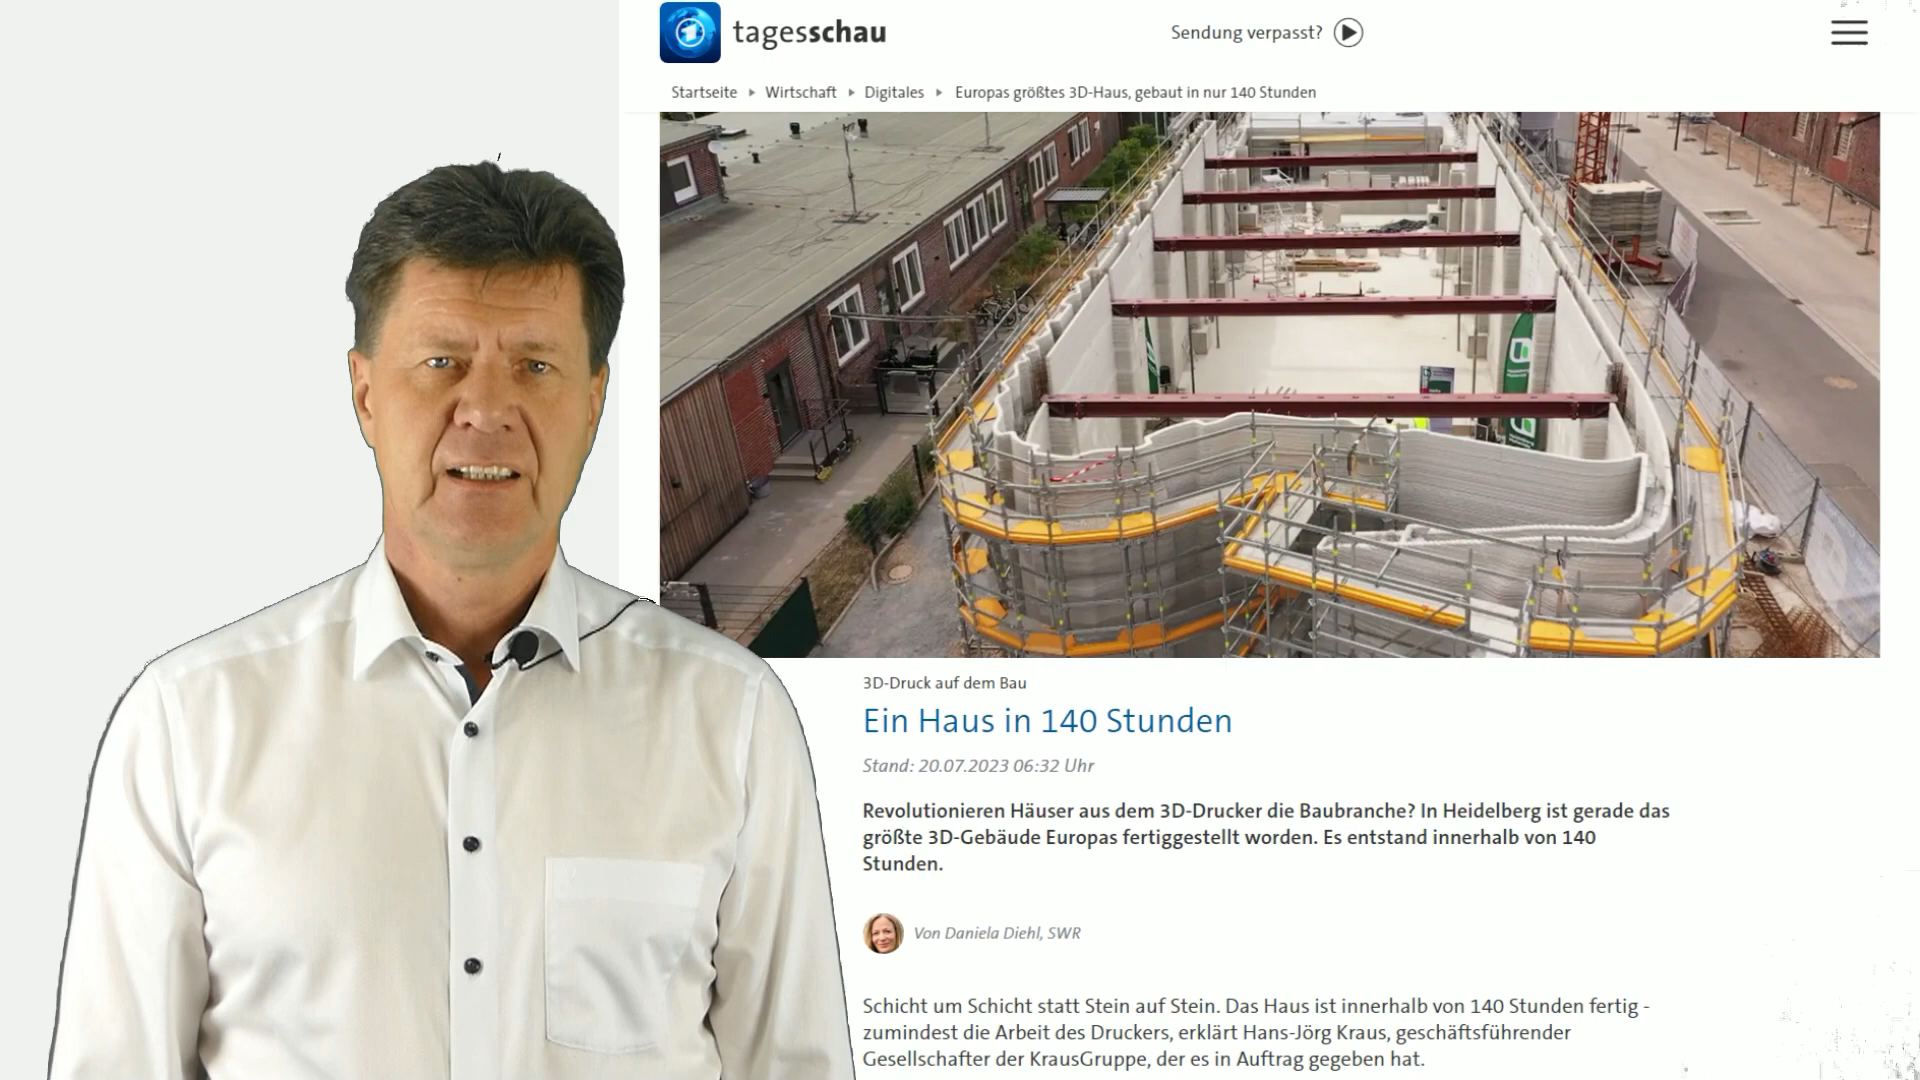 tagesschau
Sendung verpasst?
Startseite
Wirtschaft
Digitales
Europas größtes 3D-Haus, gebaut in nur 140 Stunden
3D-Druck auf dem Bau
Ein Haus in 140 Stunden
Stand: 20.07.2023 06:32 Uhr
Revolutionieren Häuser aus dem 3D-Drucker die Baubranche? In Heidelberg ist gerade das
größte 3D-Gebäude Europas fertiggestellt worden. Es entstand innerhalb von 140
Stunden.
Von Daniela Diehl, SWR
Schicht um Schicht statt Stein auf Stein. Das Haus ist innerhalb von 140 Stunden fertig -
zumindest die Arbeit des Druckers, erklärt Hans-Jörg Kraus, geschäftsführender
Gesellschafter der KrausGruppe, der es in Auftrag gegeben hat.